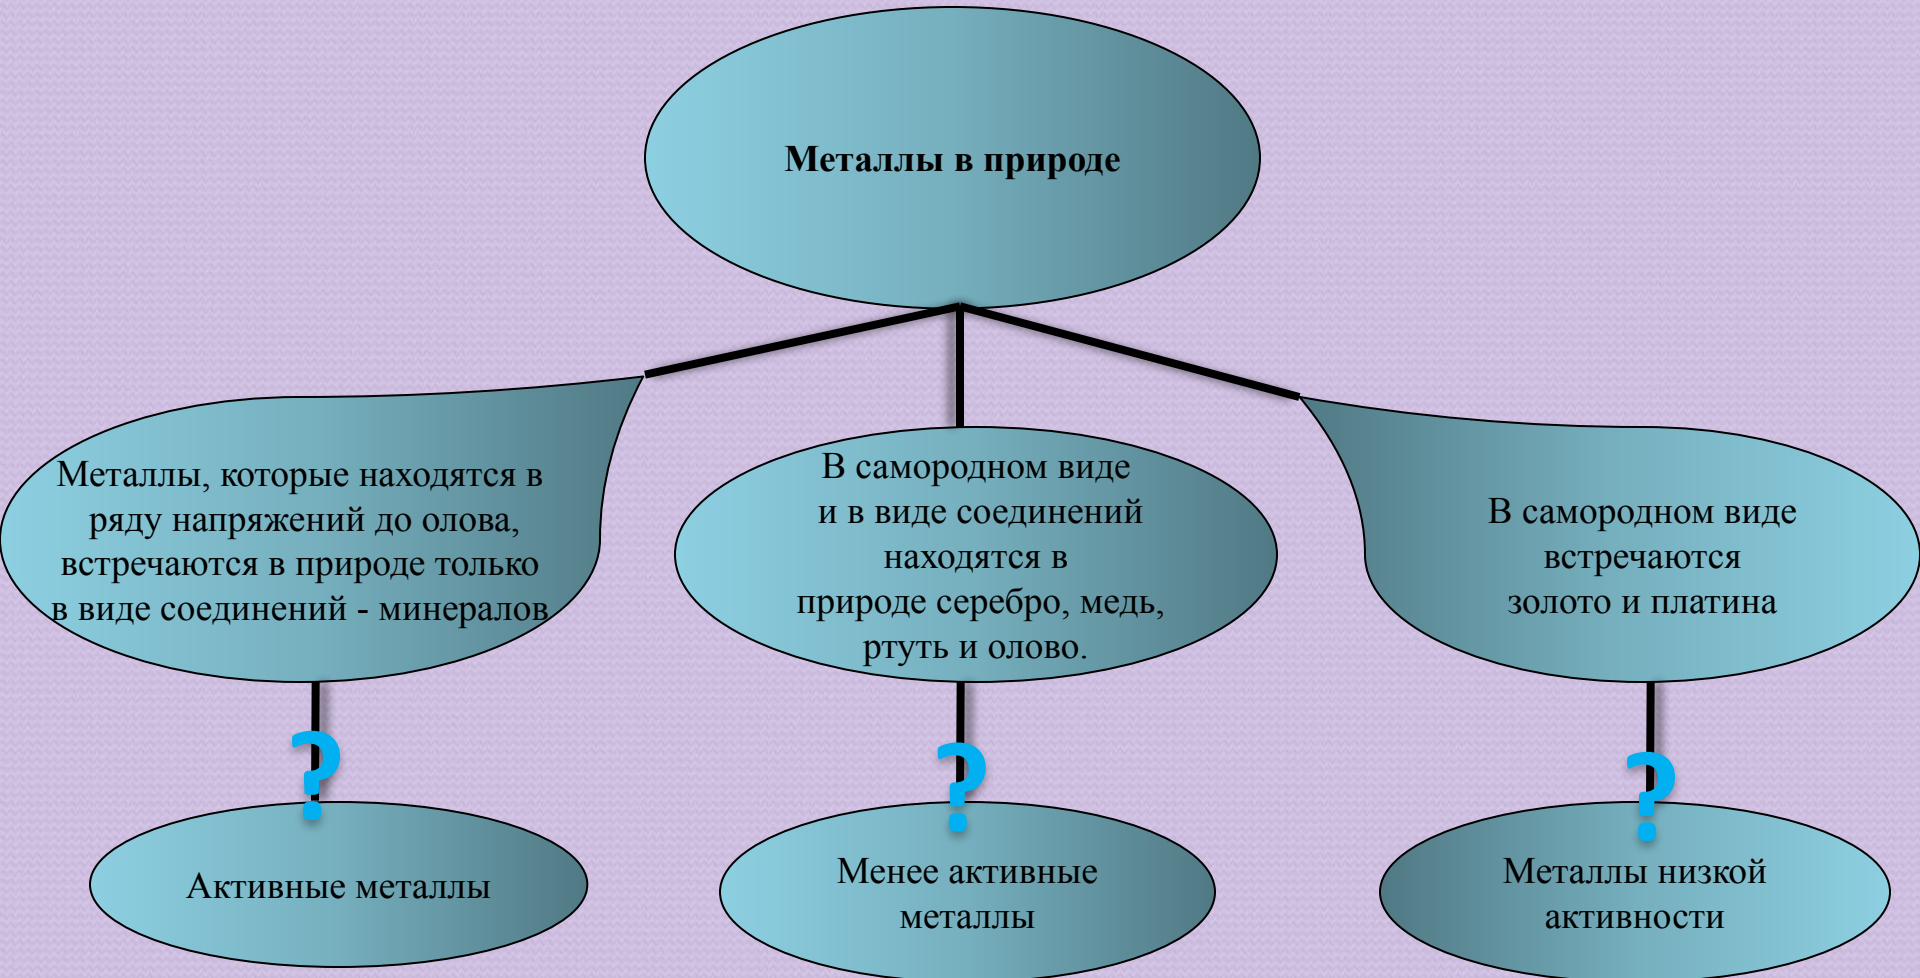 Металлы в природе
Металлы, которые находятся в
ряду напряжений до олова,
встречаются в природе только
в виде соединений - минералов
В самородном виде
и в виде соединений
находятся в
природе серебро, медь,
ртуть и олово.
В самородном виде
встречаются
золото и платина
?
?
?
Активные металлы
Менее активные
металлы
Металлы низкой
активности